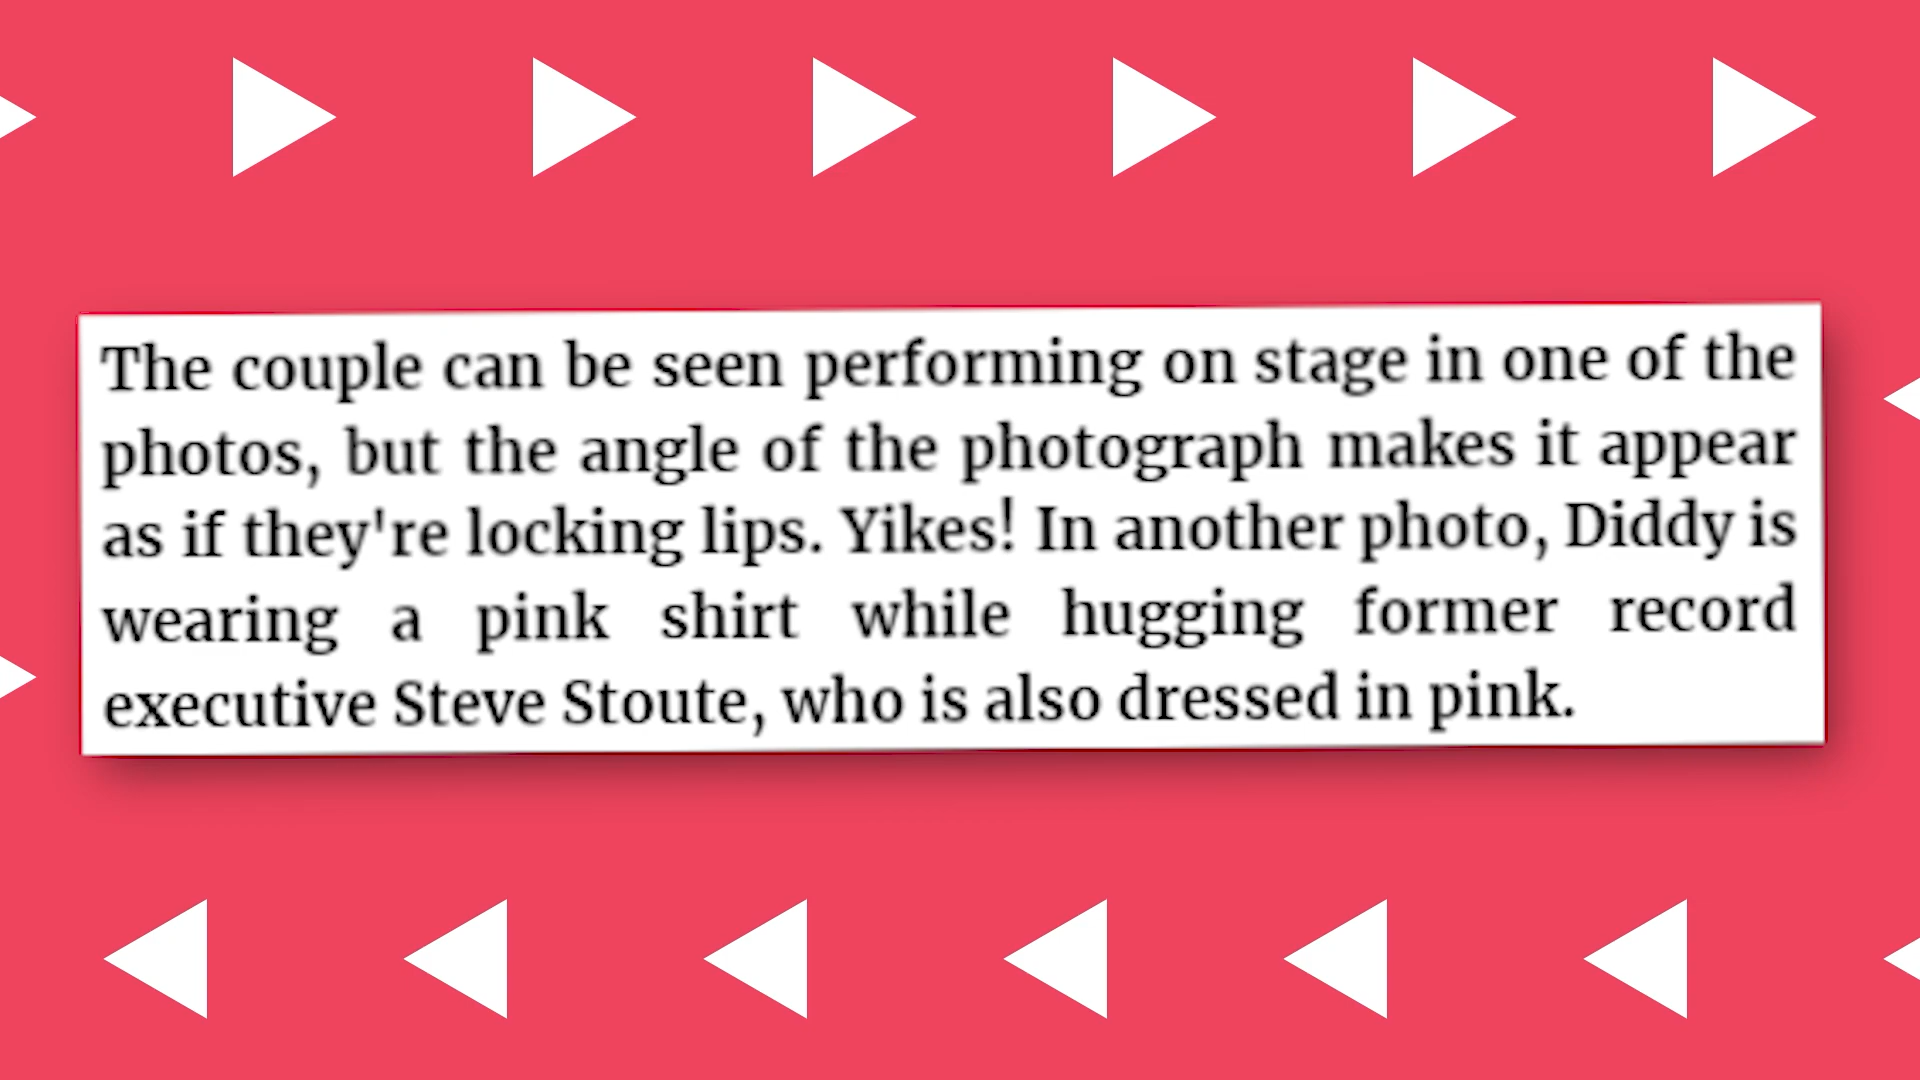 The couple can be seen performing on stage in one of the
photos, but the angle of the photograph makes it appear
as if they're locking lips. Yikes! In another photo, Diddy is
wearing a pink shirt while hugging former record
executive Steve Stoute, who is also dressed in pink.